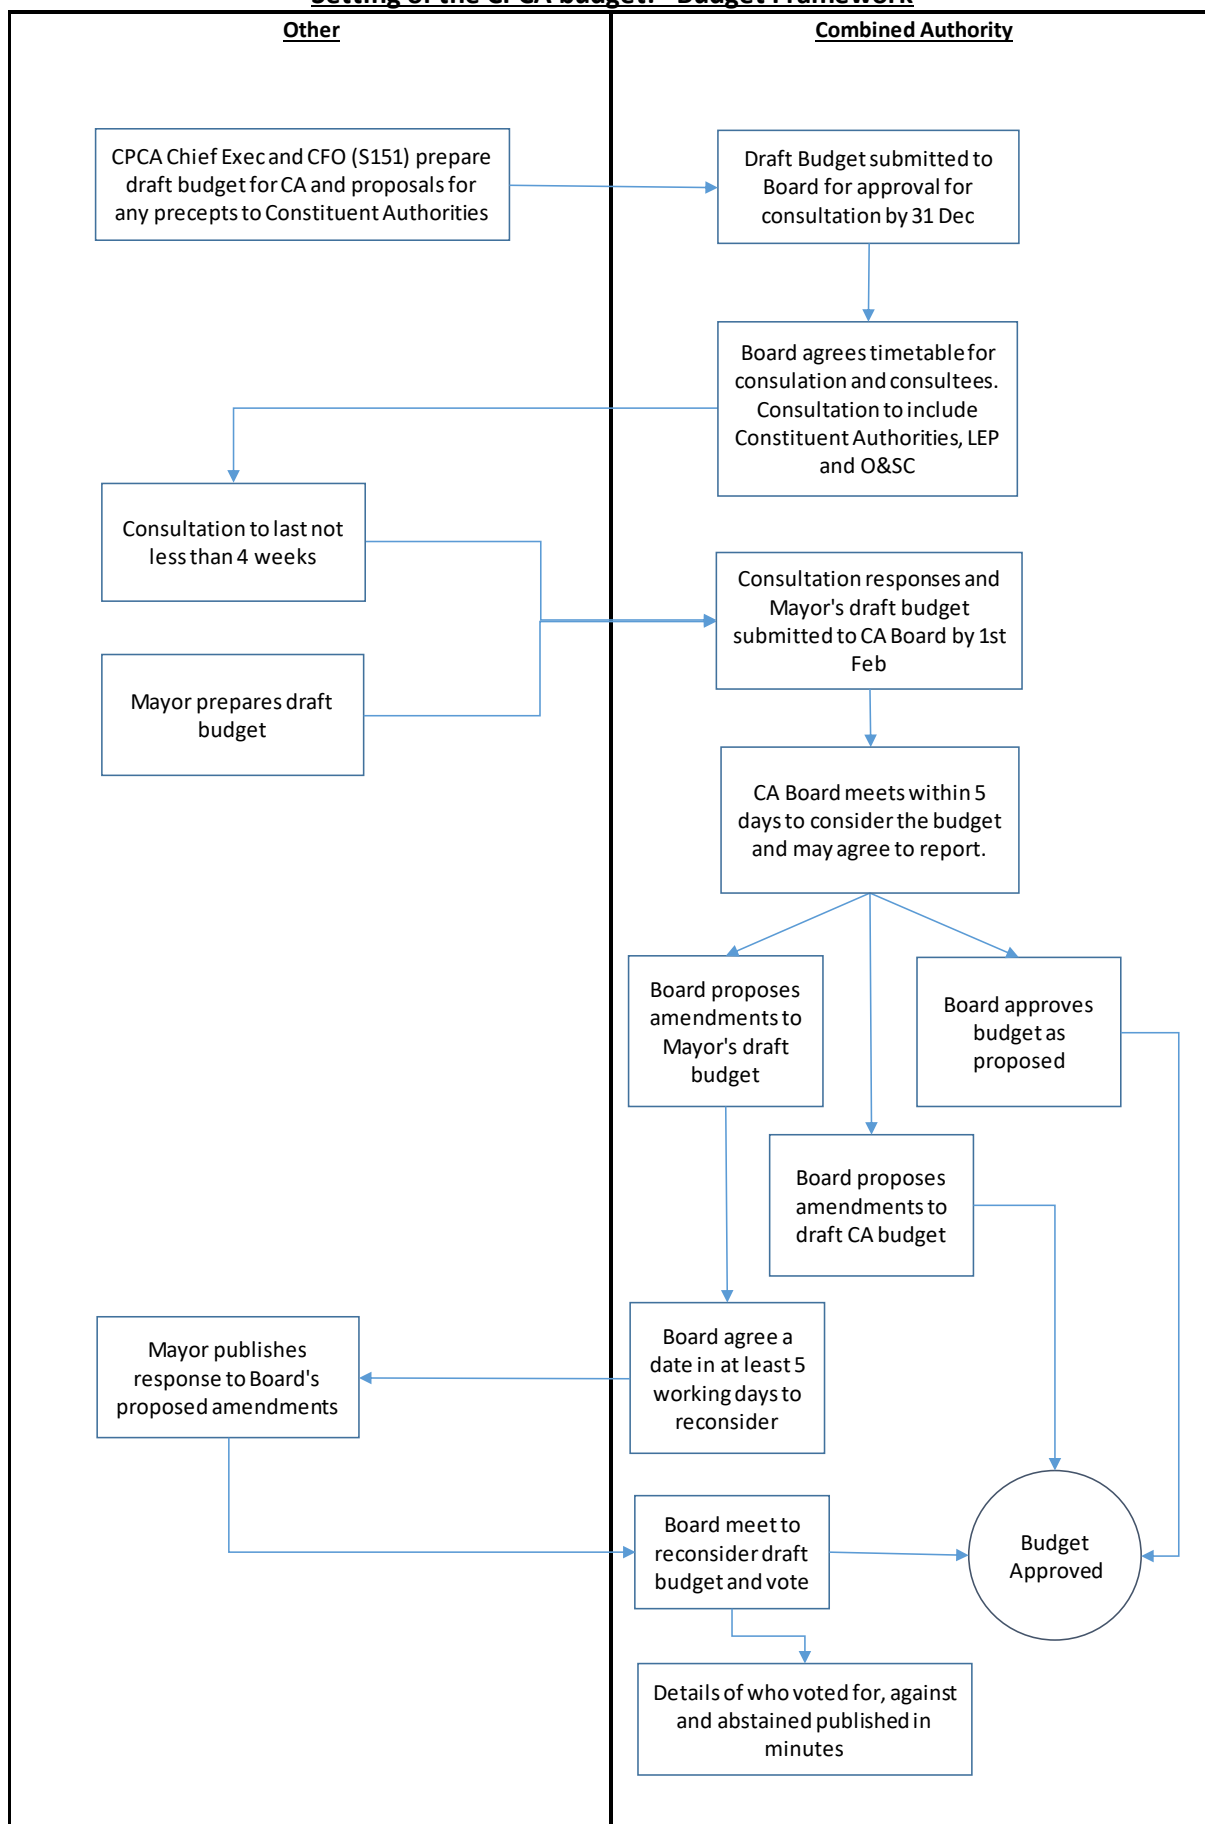 Setting of the CPCA budget: Budget Framework
Other
Combined Authority
CPCA Chief Exec and CFO (S151) prepare
draft budget for CA and proposals for
any precepts to Constituent Authorities
Draft Budget submitted to
Board for approval for
consultation by 31 Dec
Board agrees timetable for
consulation and consultees.
Consultation to include
Constituent Authorities, LEP
and O&SC
Consultation to last not
less than 4 weeks
Consultation responses and
Mayor's draft budget
submitted to CA Board by 1st
Feb
Mayor prepares draft
budget
CA Board meets within 5
days to consider the budget
and may agree to report.
Board proposes
amendments to
Mayor's draft
budget
Board approves
budget as
proposed
Board proposes
amendments to
draft CA budget
Mayor publishes
response to Board's
proposed amendments
Board agree a
date in at least 5
working days to
reconsider
Board meet to
reconsider draft
budget and vote
Budget
Approved
Details of who voted for, against
and abstained published in
minutes